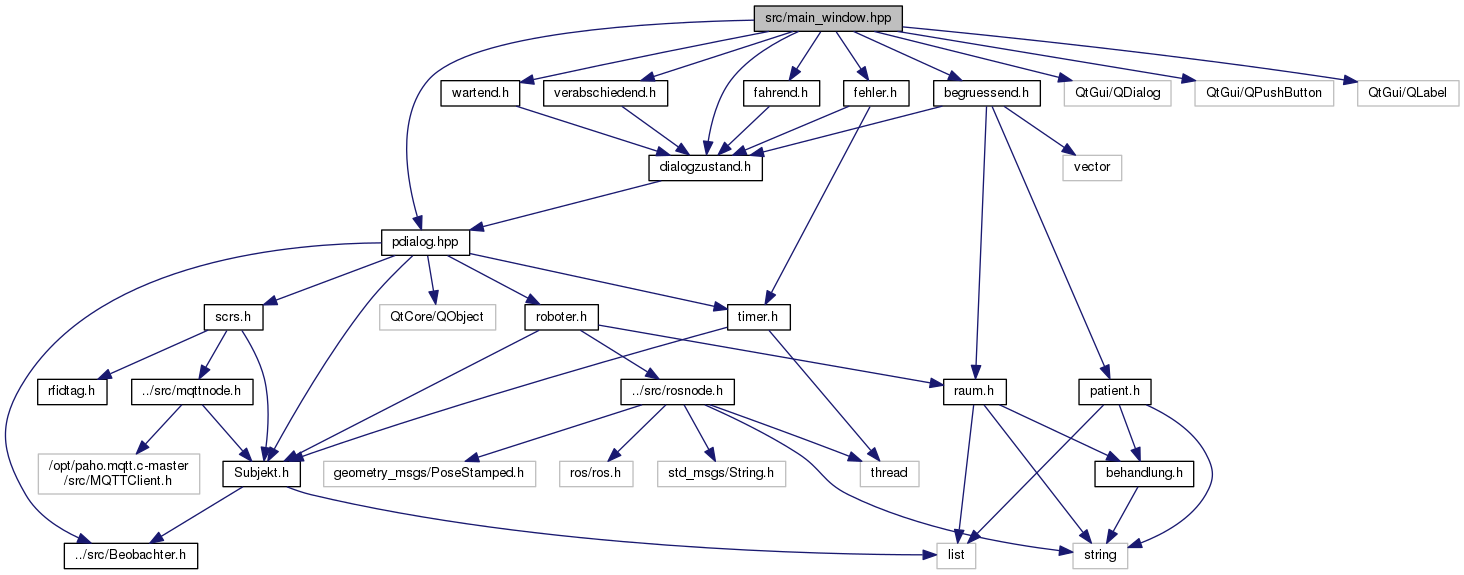 src/main_window.hpp
wartend.h
verabschiedend.h
fahrend.h
fehler.h
begruessend.h
QtGui/QDialog
QtGui/QPushButton
QtGui/QLabel
dialogzustand.h
vector
pdialog.hpp
scrs.h
QtCore/QObject
roboter.h
timer.h
rfidtag.h
../src/mqttnode.h
../src/rosnode.h
raum.h
patient.h
/opt/paho.mqtt.c-master
/src/MQTTClient.h
Subjekt.h
geometry_msgs/PoseStamped.h
ros/ros.h
std_msgs/String.h
thread
behandlung.h
../src/Beobachter.h
list
string